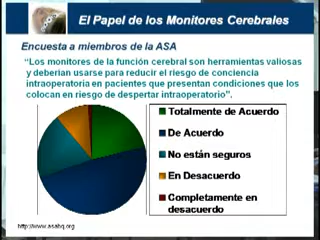 El Papel de los Monitores Cerebrales
Encuesta a miembros de la ASA
“Los monitores de la función cerebral son herramientas valiosas
y deberian usarse para reducir el riesgo de conciencia
intraoperatoria en pacientes que presentan condiciones que los
colocan en riesgo de despertar intraoperatorio”.
Totalmente de Acuerdo
De Acuerdo
No están seguros
En Desacuerdo
Completamente en
desacuerdo
http://www.asahq.org